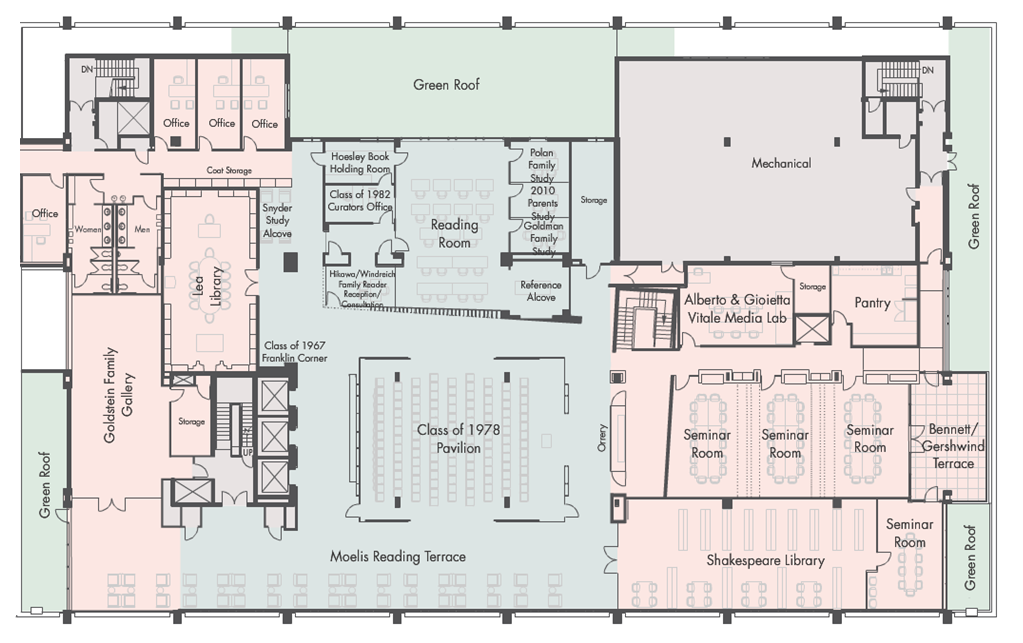 Green Roof
DN
DN
Office
Office
Office
Mechanical
Hoesley Book
Holding Room
Polan
Family
Study
Coat Storage
Class of 1982
Curators Office
2010
Parents
Study
Storage
Snyder
Study
Alcove
Goldman
Family
Study
Reading
Room
Office
Women
Men
Green Roof
Lea
Library
Hikawa/Windreich
Family Reader
Reception/
Consultation
Reference
Alcove
Alberto & Gioietta
Vitale Media Lab
Storage
Pantry
Class of 1967
Franklin Corner
Goldstein Family
Gallery
Storage
UP
Class of 1978
Pavilion
Orrery
Seminar
Room
Seminar
Room
Seminar
Room
Bennett/
Gershwind
Terrace
Green Roof
Moelis Reading Terrace
Shakespeare Library
Seminar
Room
Green Roof